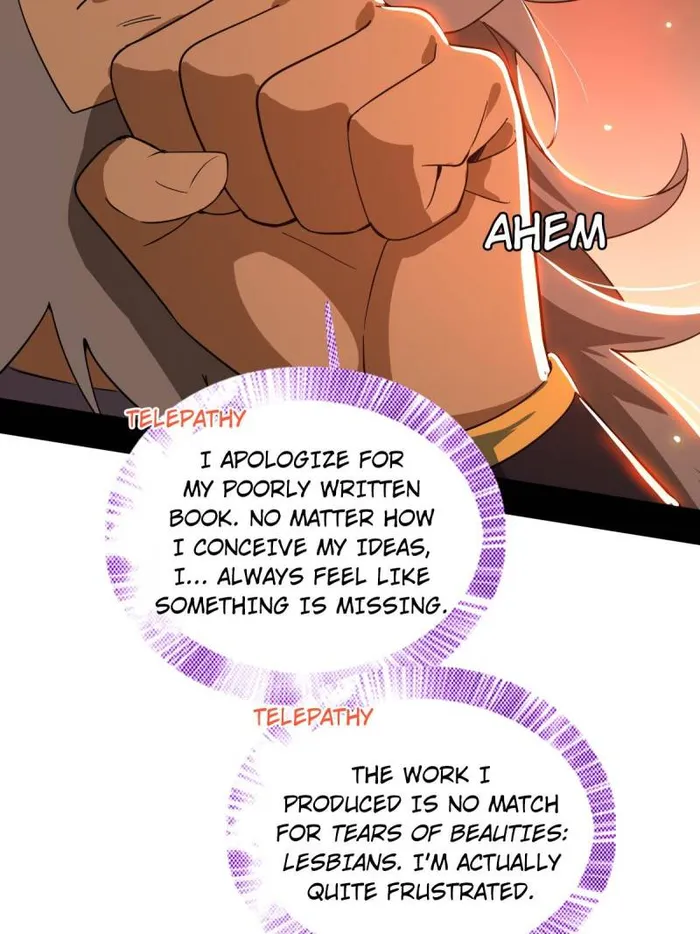 AHEM
TELEPATHY
I APOLOGIZE FOR
MY POORLY WRITTEN
BOOK. NO MATTER HOW
I CONCEIVE MY IDEAS,
I... ALWAYS FEEL LIKE
SOMETHING IS MISSING.
TELEPATHY
THE WORK I
PRODUCED IS NO MATCH
FOR TEARS OF BEAUTIES:
LESBIANS. I'M ACTUALLY
QUITE FRUSTRATED.